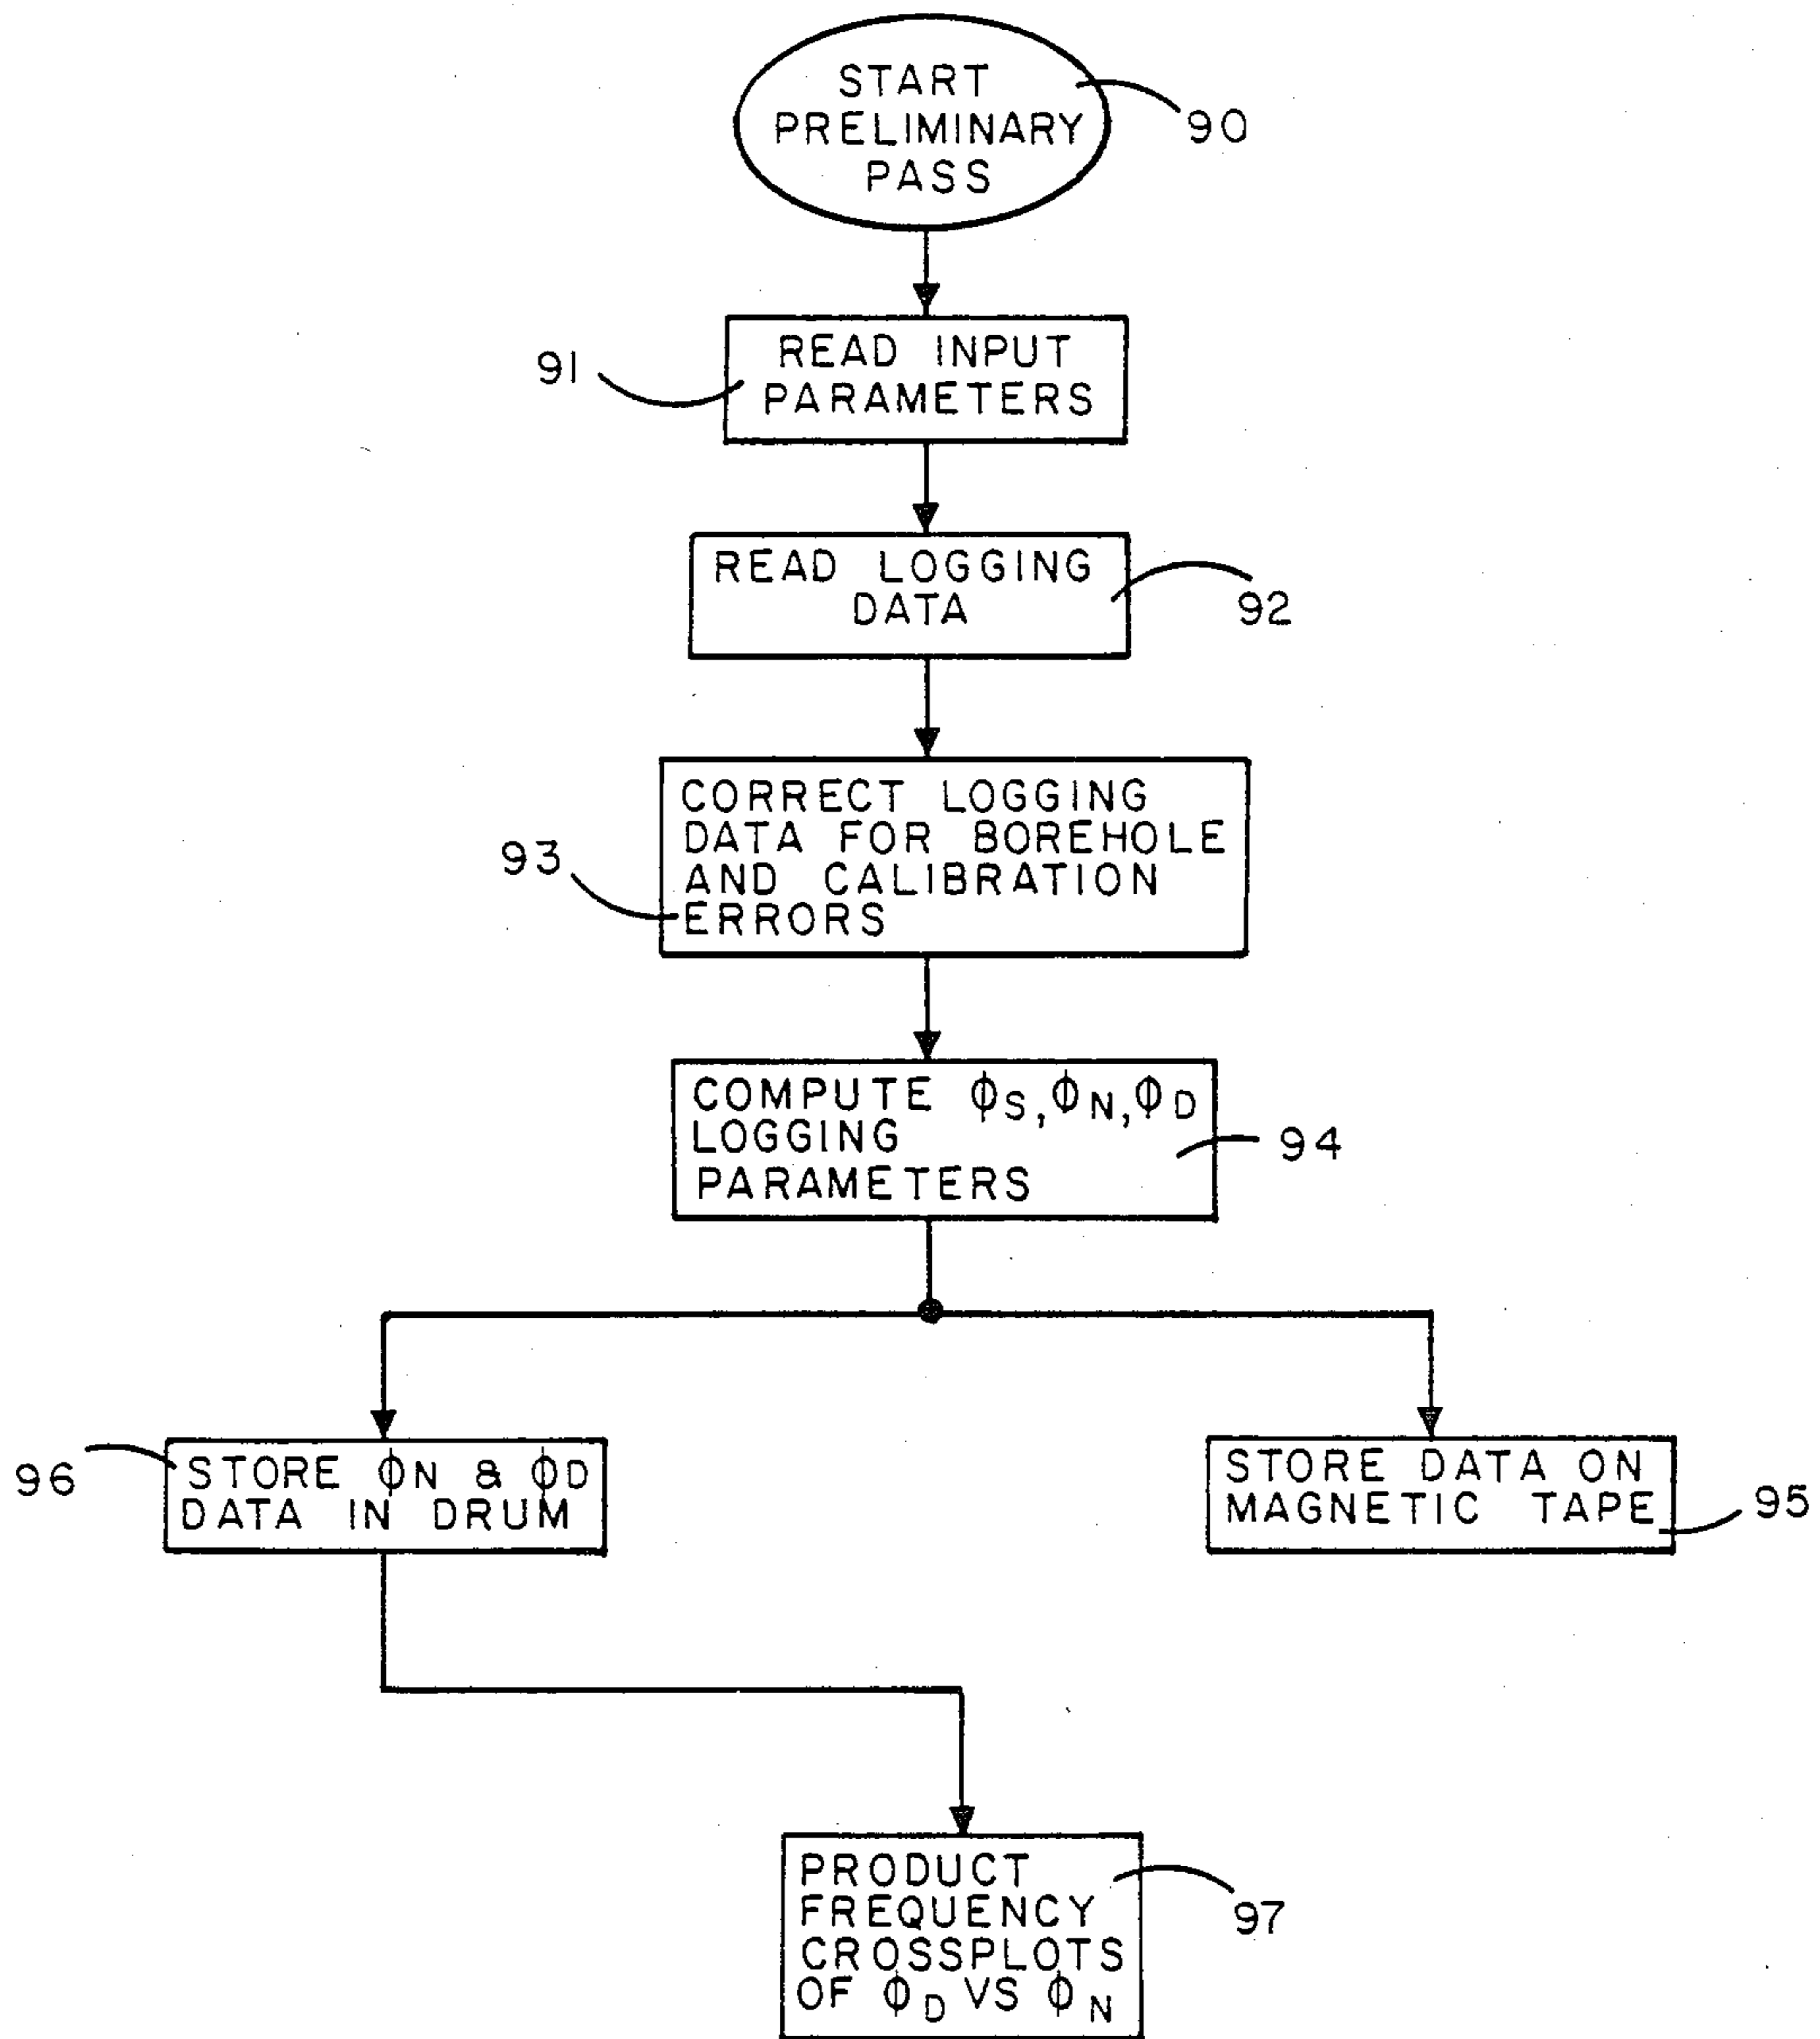 START
PRELIMINARY
PASS
90
READ INPUT
PARAMETERS
91
READ LOGGING
DATA
92
CORRECT LOGGING
DATA FOR BOREHOLE
AND CALIBRATION
ERRORS
93
COMPUTE ϕS, ϕN, ϕD
LOGGING
PARAMETERS
94
STORE ϕN & ϕD
DATA IN DRUM
96
STORE DATA ON
MAGNETIC TAPE
95
PRODUCT
FREQUENCY
CROSSPLOTS
OF ϕD VS ϕN
97